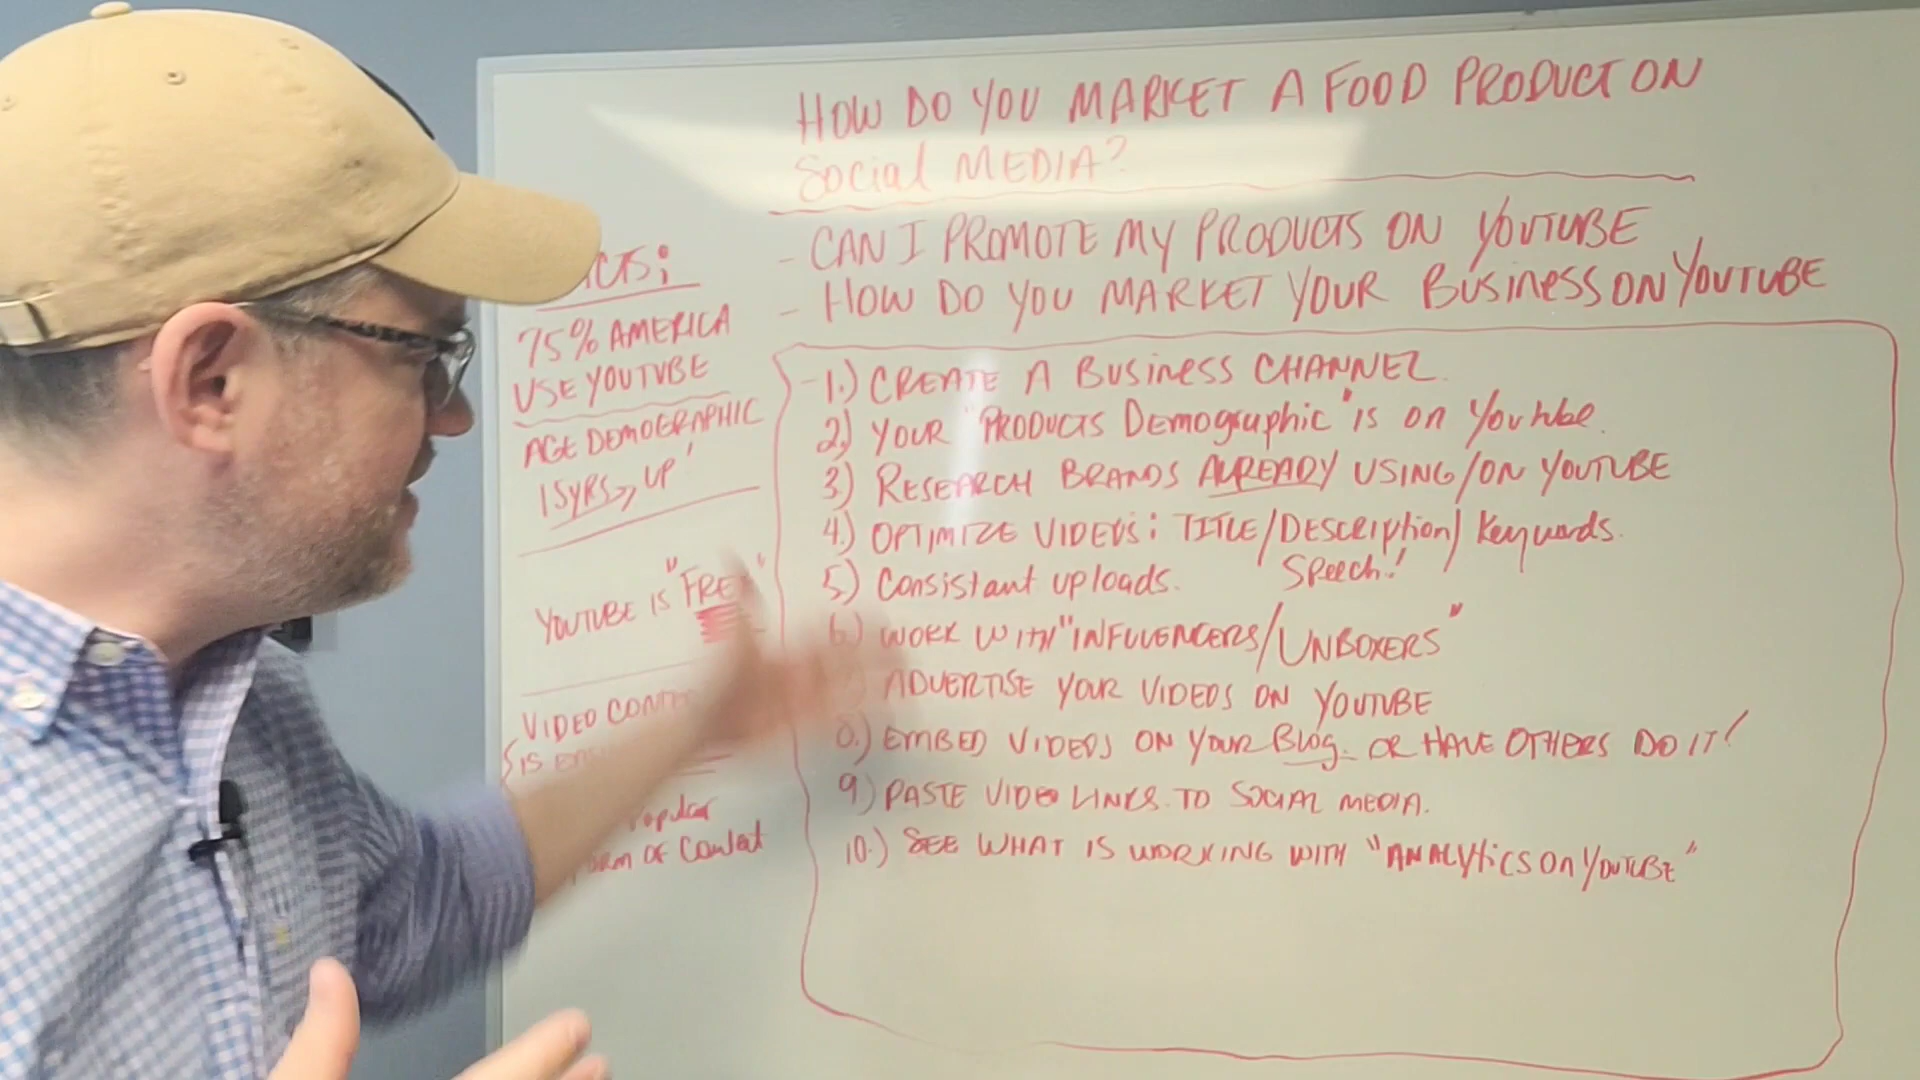 HOW DO YOU MARKET A FOOD PRODUCT ON
Social MEDIA?
- CAN I PROMOTE MY PRODUCTS ON YOUTUBE
- HOW DO YOU MARKET YOUR BUSINESS ON YOUTUBE
CTS:
75% AMERICA
USE YOUTUBE
AGE DEMOGRAPHIC
15YRS, UP
YOUTUBE IS "FREE"
VIDEO
IS
Popular
OF
- 1.) CREATE A BUSINESS CHANNEL.
2.) YOUR "PRODUCTS Demographic" is on Youtube.
3.) RESEARCH BRANDS ALREADY USING/ON YOUTUBE
4.) OPTIMIZE VIDEOS: TITLE/DESCRIPTION/Keywords.
Speech!
5.) Consistant uploads.
6.) WORK WITH "INFLUENCERS/UNBOXERS"
ADVERTISE YOUR VIDEOS ON YOUTUBE
8.) EMBED VIDEOS ON YOUR Blog. OR HAVE OTHERS DO IT!
9.) PASTE VIDEO LINKS TO SOCIAL MEDIA.
10.) SEE WHAT IS WORKING WITH "ANALYTICS ON YOUTUBE"